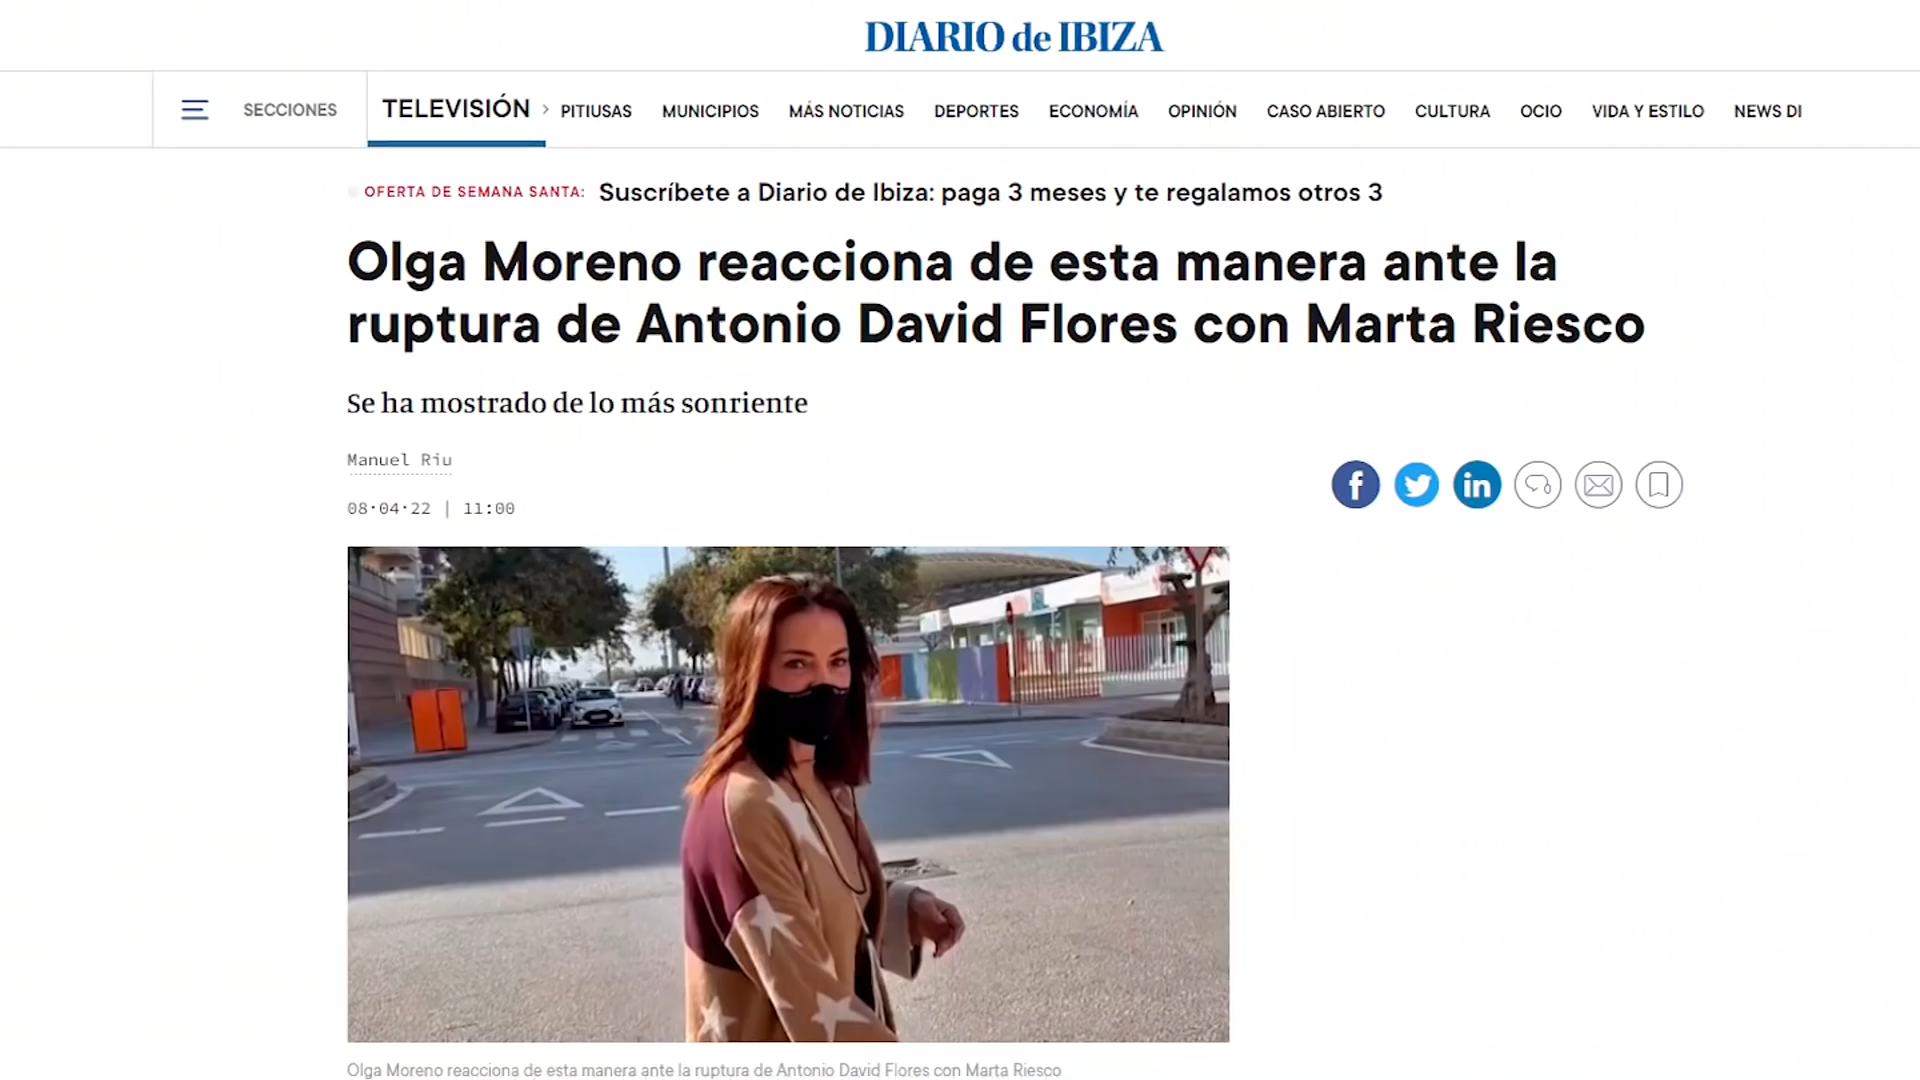 DIARIO de IBIZA
SECCIONES
TELEVISIÓN > PITIUSAS MUNICIPIOS MÁS NOTICIAS DEPORTES ECONOMÍA OPINIÓN CASO ABIERTO CULTURA OCIO VIDA Y ESTILO NEWS DI
OFERTA DE SEMANA SANTA: Suscríbete a Diario de Ibiza: paga 3 meses y te regalamos otros 3
Olga Moreno reacciona de esta manera ante la
ruptura de Antonio David Flores con Marta Riesco
Se ha mostrado de lo más sonriente
Manuel Riu
08·04·22 | 11:00
Olga Moreno reacciona de esta manera ante la ruptura de Antonio David Flores con Marta Riesco